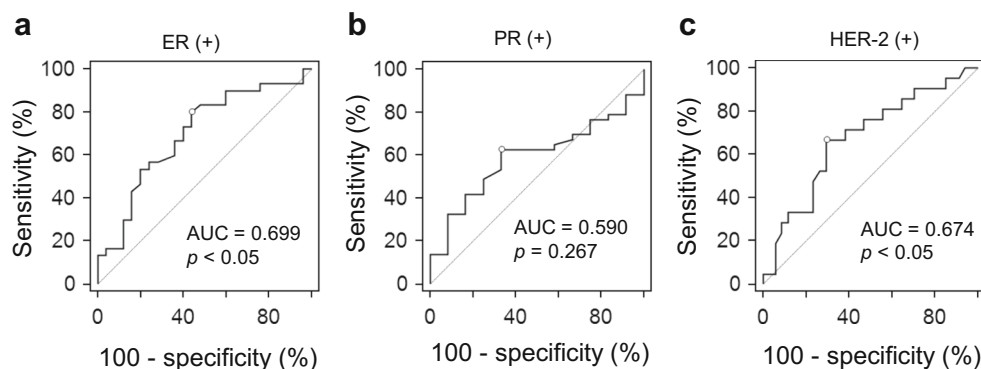 a
ER (+)
Sensitivity (%)
100
80
60
40
20
0
AUC = 0.699
p < 0.05
0
40
80
100 - specificity (%)
b
PR (+)
Sensitivity (%)
100
80
60
40
20
0
AUC = 0.590
p = 0.267
0
40
80
100 - specificity (%)
c
HER-2 (+)
Sensitivity (%)
100
80
60
40
20
0
AUC = 0.674
p < 0.05
0
40
80
100 - specificity (%)